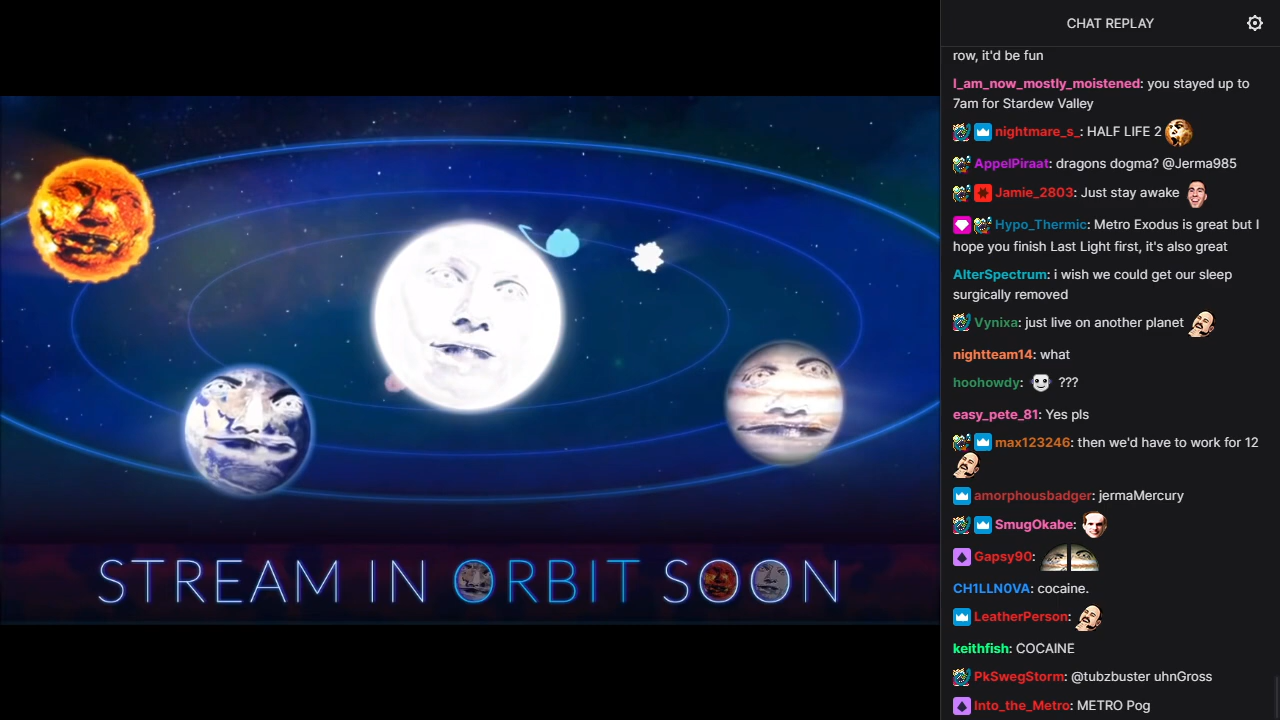 STREAM IN ORBIT SOON
CHAT REPLAY
row, it'd be fun
I_am_now_mostly_moistened: you stayed up to
7am for Stardew Valley
nightmare_s_: HALF LIFE 2
AppelPiraat: dragons dogma? @Jerma985
Jamie_2803: Just stay awake
Hypo_Thermic: Metro Exodus is great but I
hope you finish Last Light first, it's also great
AlterSpectrum: i wish we could get our sleep
surgically removed
Vynixa: just live on another planet
nightteam14: what
hoohowdy: ???
easy_pete_81: Yes pls
max123246: then we'd have to work for 12
amorphousbadger: jermaMercury
SmugOkabe:
Gapsy90:
CH1LLN0VA: cocaine.
LeatherPerson:
keithfish: COCAINE
PkSwegStorm: @tubzbuster uhnGross
Into_the_Metro: METRO Pog